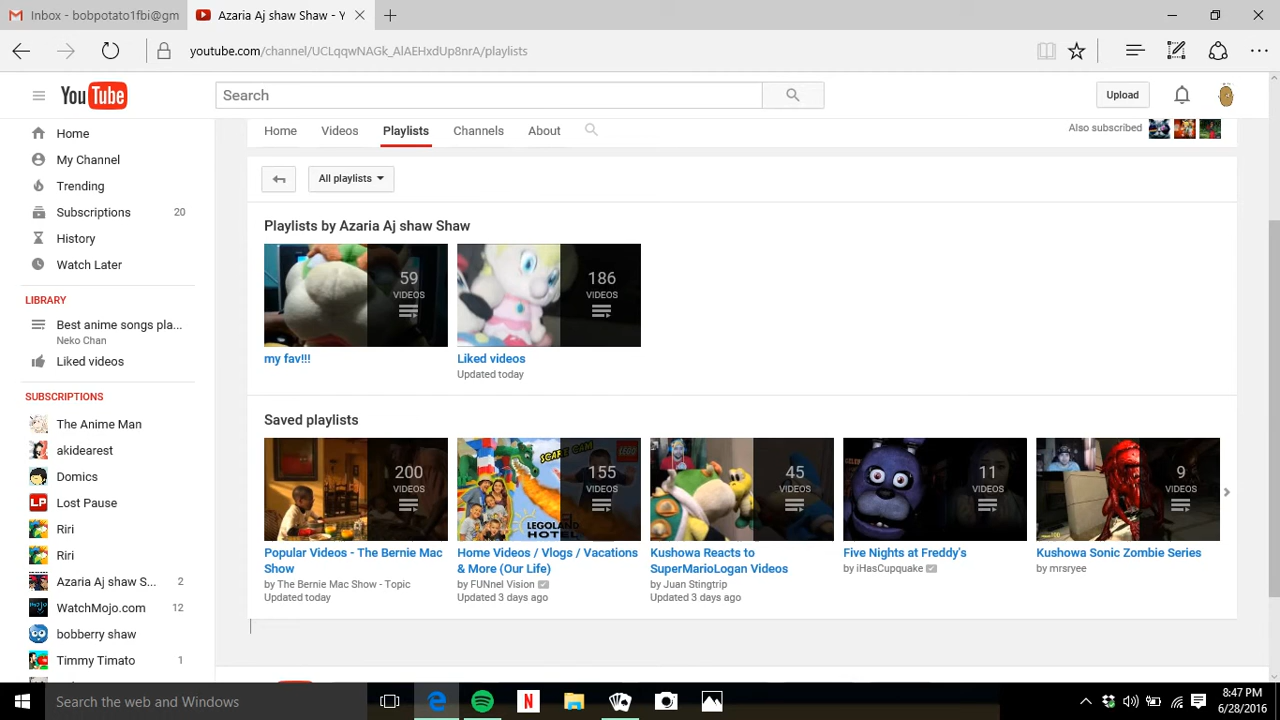 Inbox - bobpotato1fbi@gm
Azaria Aj shaw Shaw - Y
youtube.com/channel/UCLqqwNAGk_AlAEHxdUp8nrA/playlists
YouTube
Search
Upload
Home
My Channel
Trending
Subscriptions 20
History
Watch Later
LIBRARY
Best anime songs pla...
Neko Chan
Liked videos
SUBSCRIPTIONS
The Anime Man
akidearest
Domics
LP Lost Pause
Riri
Riri
Azaria Aj shaw S... 2
mojo WatchMojo.com 12
bobberry shaw
Timmy Timato 1
Home Videos Playlists Channels About
Also subscribed
All playlists
Playlists by Azaria Aj shaw Shaw
59
VIDEOS
my fav!!!
186
VIDEOS
Liked videos
Updated today
Saved playlists
200
VIDEOS
Popular Videos - The Bernie Mac
Show
by The Bernie Mac Show - Topic
Updated today
SCARE CAM
LEGO
LEGOLAND
HOTEL
155
VIDEOS
Home Videos / Vlogs / Vacations
& More (Our Life)
by FUNnel Vision
Updated 3 days ago
45
VIDEOS
Kushowa Reacts to
SuperMarioLogan Videos
by Juan Stingtrip
Updated 3 days ago
11
VIDEOS
Five Nights at Freddy's
by iHasCupquake
9
VIDEOS
Kushowa Sonic Zombie Series
by mrsryee
Search the web and Windows
N
8:47 PM
6/28/2016